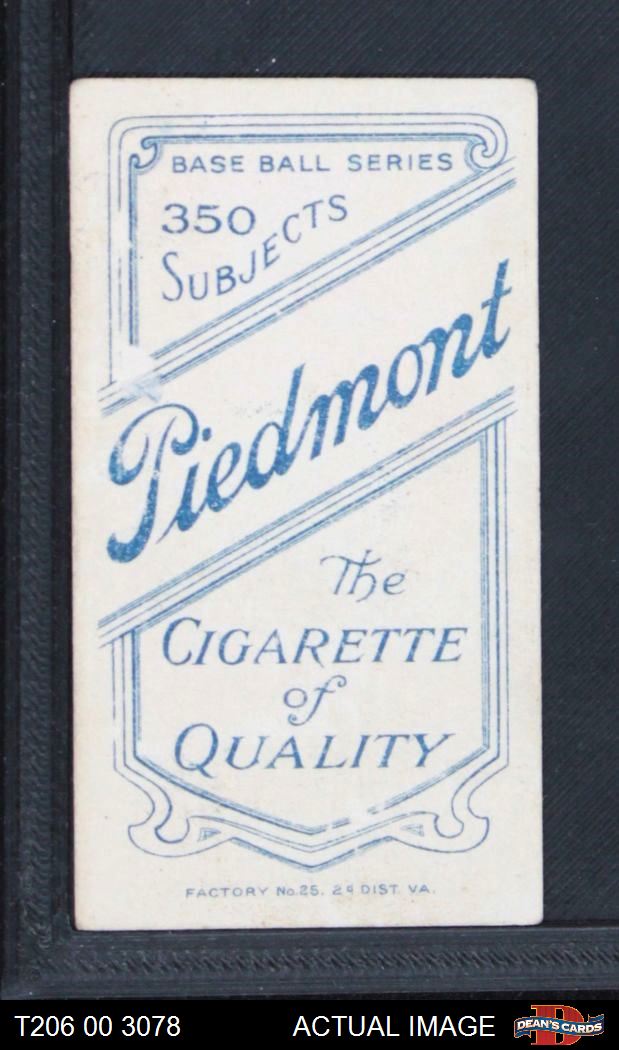 BASE BALL SERIES
350
SUBJECTS
Piedmont
The
CIGARETTE
of
QUALITY
FACTORY No.25. 2d DIST. VA.
T206 00 3078 ACTUAL IMAGE DEAN'S CARDS